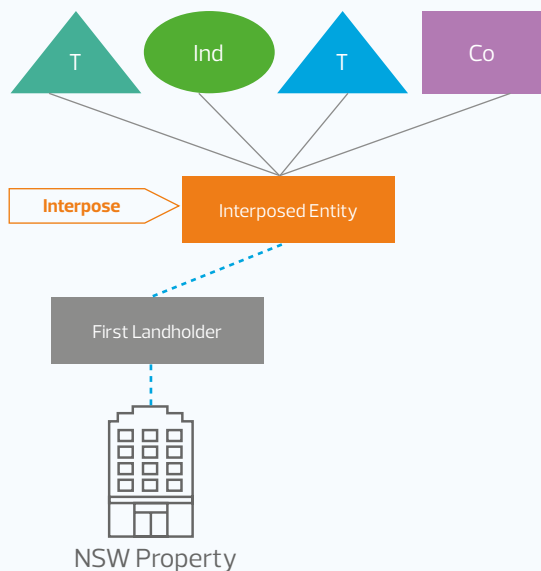 T
Ind
T
Co
Interpose
Interposed Entity
First Landholder
NSW Property